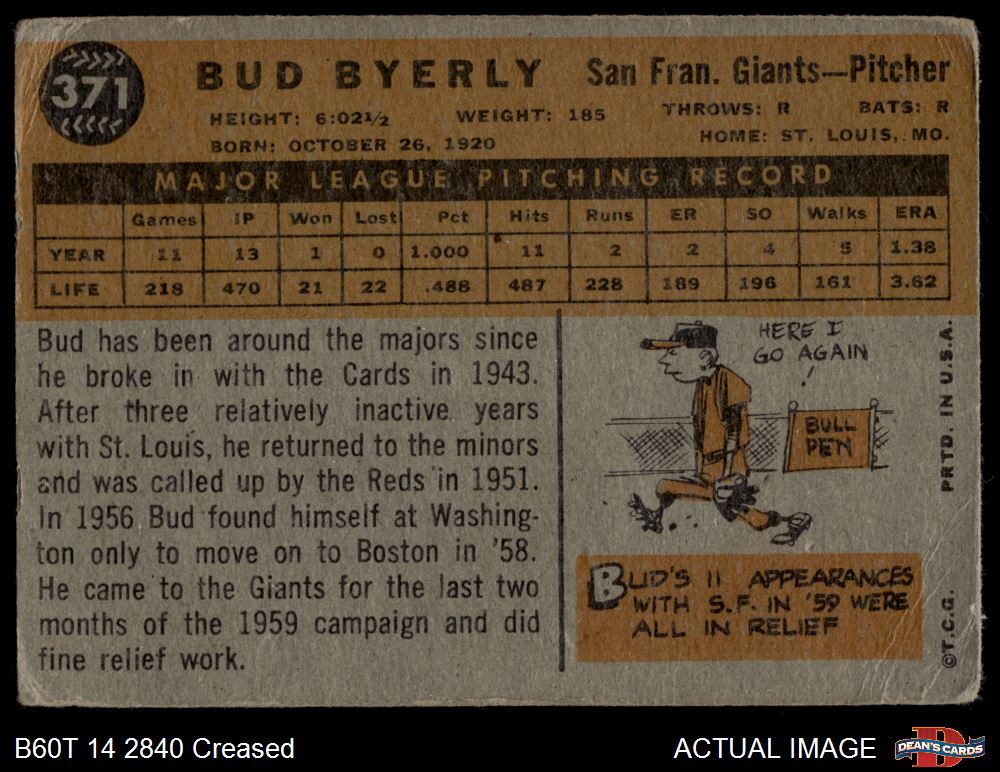 371
BUD BYERLY San Fran. Giants—Pitcher
HEIGHT: 6:02½ WEIGHT: 185 THROWS: R BATS: R
BORN: OCTOBER 26, 1920 HOME: ST. LOUIS, MO.
MAJOR LEAGUE PITCHING RECORD
Games IP Won Lost Pct Hits Runs ER SO Walks ERA
YEAR 11 13 1 0 1.000 11 2 2 4 5 1.38
LIFE 218 470 21 22 .488 487 228 189 196 161 3.62
Bud has been around the majors since
he broke in with the Cards in 1943.
After three relatively inactive years
with St. Louis, he returned to the minors
and was called up by the Reds in 1951.
In 1956 Bud found himself at Washing-
ton only to move on to Boston in '58.
He came to the Giants for the last two
months of the 1959 campaign and did
fine relief work.
HERE I
GO AGAIN
!
BULL
PEN
BUD'S 11 APPEARANCES
WITH S.F. IN '59 WERE
ALL IN RELIEF
PRTD. IN U.S.A.
©T.C.G.
B60T 14 2840 Creased
ACTUAL IMAGE
DEAN'S CARDS